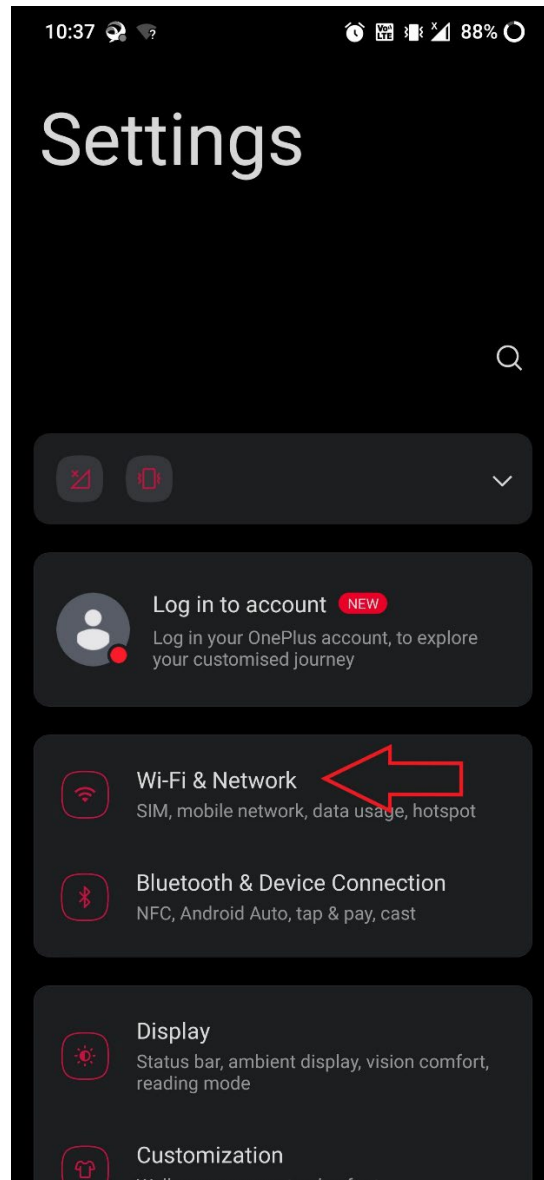 10:37 88%
Settings
Log in to account NEW
Log in your OnePlus account, to explore
your customised journey
Wi-Fi & Network
SIM, mobile network, data usage, hotspot
Bluetooth & Device Connection
NFC, Android Auto, tap & pay, cast
Display
Status bar, ambient display, vision comfort,
reading mode
Customization